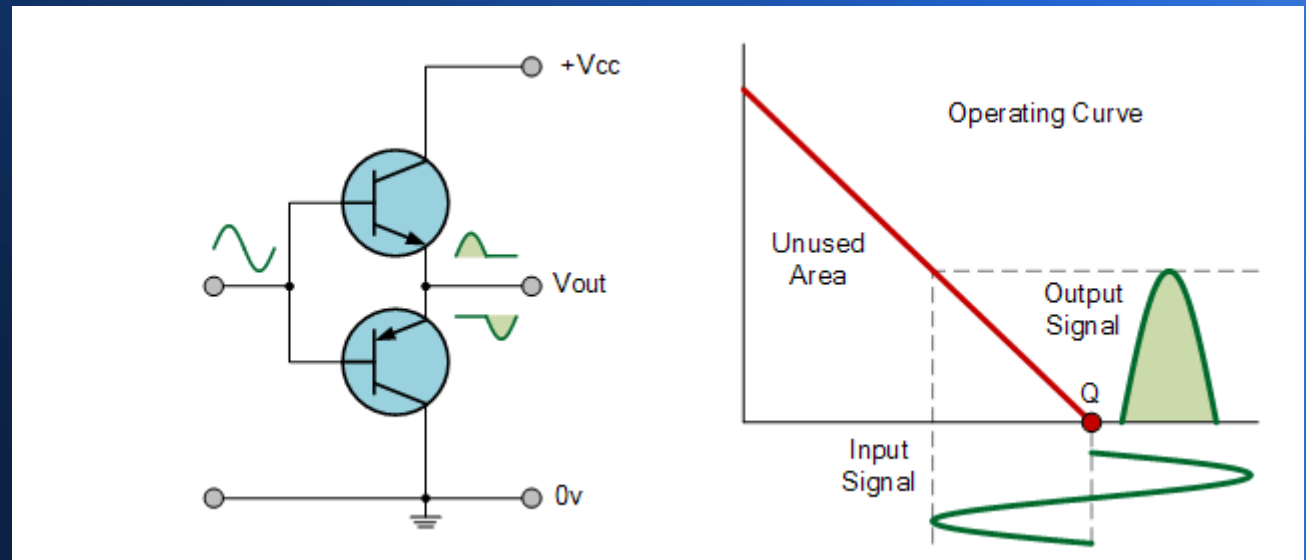 +Vcc
Vout
0v
Operating Curve
Unused
Area
Output
Signal
Q
Input
Signal